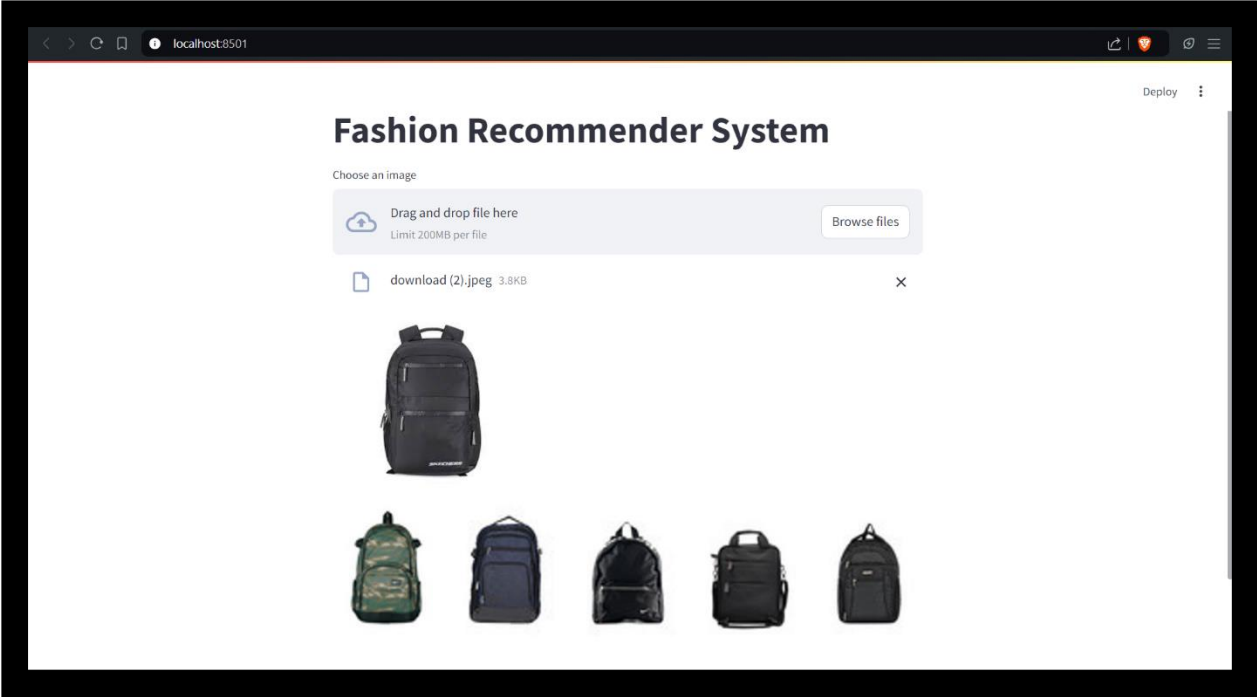 localhost:8501
Deploy
Fashion Recommender System
Choose an image
Drag and drop file here
Limit 200MB per file
Browse files
download (2).jpeg 3.8KB